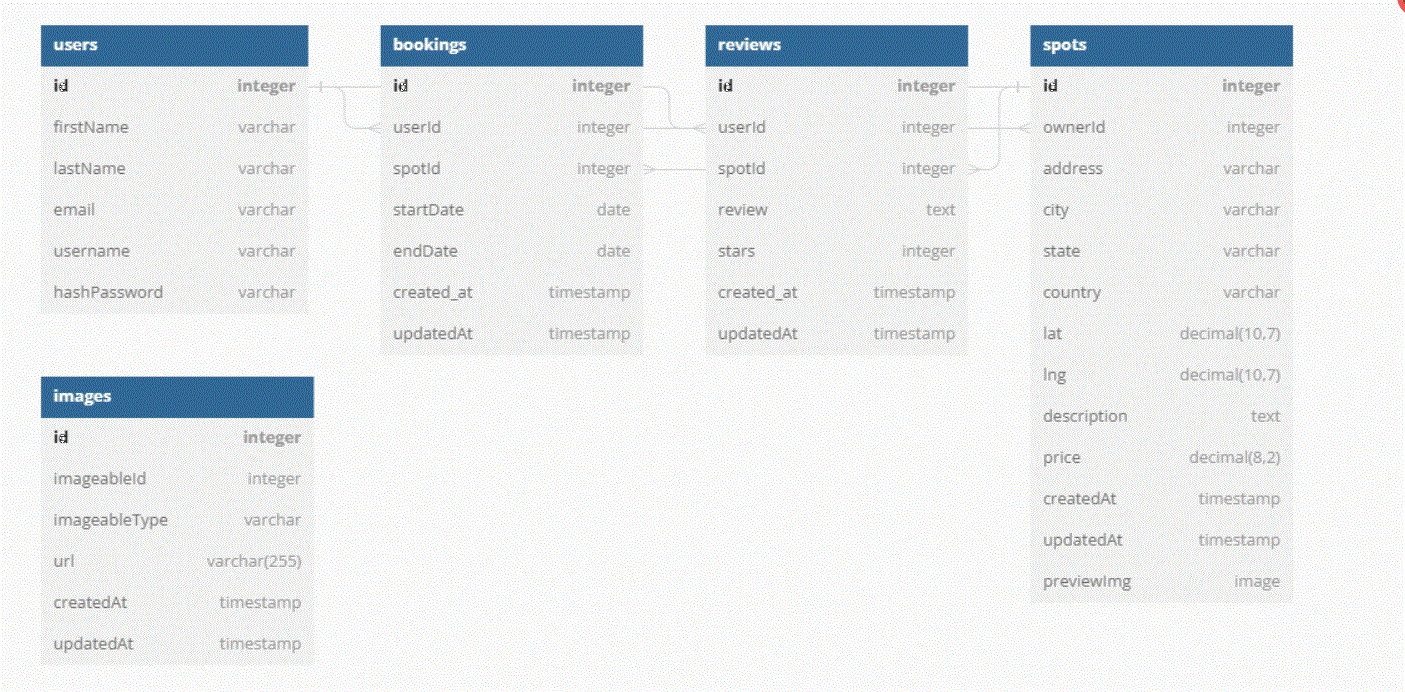 users
id integer
firstName varchar
lastName varchar
email varchar
username varchar
hashPassword varchar
bookings
id integer
userId integer
spotId integer
startDate date
endDate date
created_at timestamp
updatedAt timestamp
reviews
id integer
userId integer
spotId integer
review text
stars integer
created_at timestamp
updatedAt timestamp
spots
id integer
ownerId integer
address varchar
city varchar
state varchar
country varchar
lat decimal(10,7)
lng decimal(10,7)
description text
price decimal(8,2)
createdAt timestamp
updatedAt timestamp
previewImg image
images
id integer
imageableId integer
imageableType varchar
url varchar(255)
createdAt timestamp
updatedAt timestamp